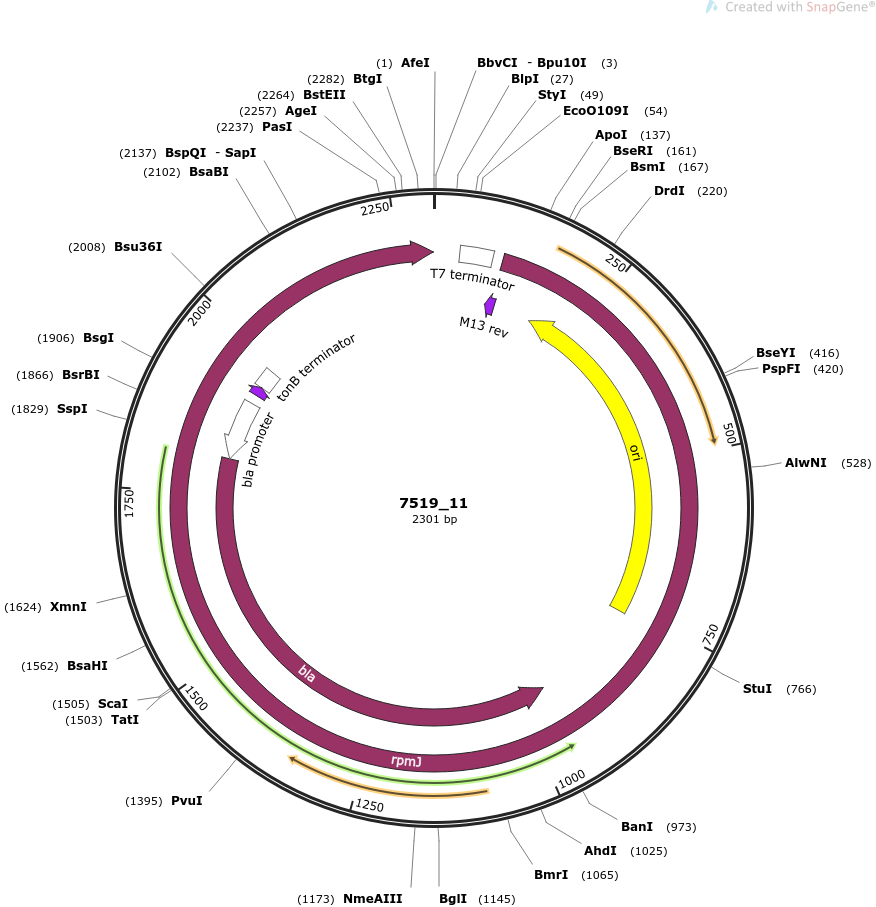 Created with SnapGene®
(1) AfeI
BbvCI - Bpu10I (3)
(2282) BtgI
BlpI (27)
(2264) BstEII
StyI (49)
(2257) AgeI
EcoO109I (54)
(2237) PasI
ApoI (137)
(2137) BspQI - SapI
BseRI (161)
(2102) BsaBI
BsmI (167)
DrdI (220)
2250
(2008) Bsu36I
250
T7 terminator
2000
M13 rev
(1906) BsgI
tonB terminator
BseYI (416)
(1866) BsrBI
PspFI (420)
(1829) SspI
500
bla promoter
ori
AlwNI (528)
1750
7519_11
2301 bp
(1624) XmnI
750
(1562) BsaHI
bla
StuI (766)
(1505) ScaI
1500
(1503) TatI
rpmJ
1000
(1395) PvuI
1250
BanI (973)
AhdI (1025)
BmrI (1065)
(1173) NmeAIII
BglI (1145)